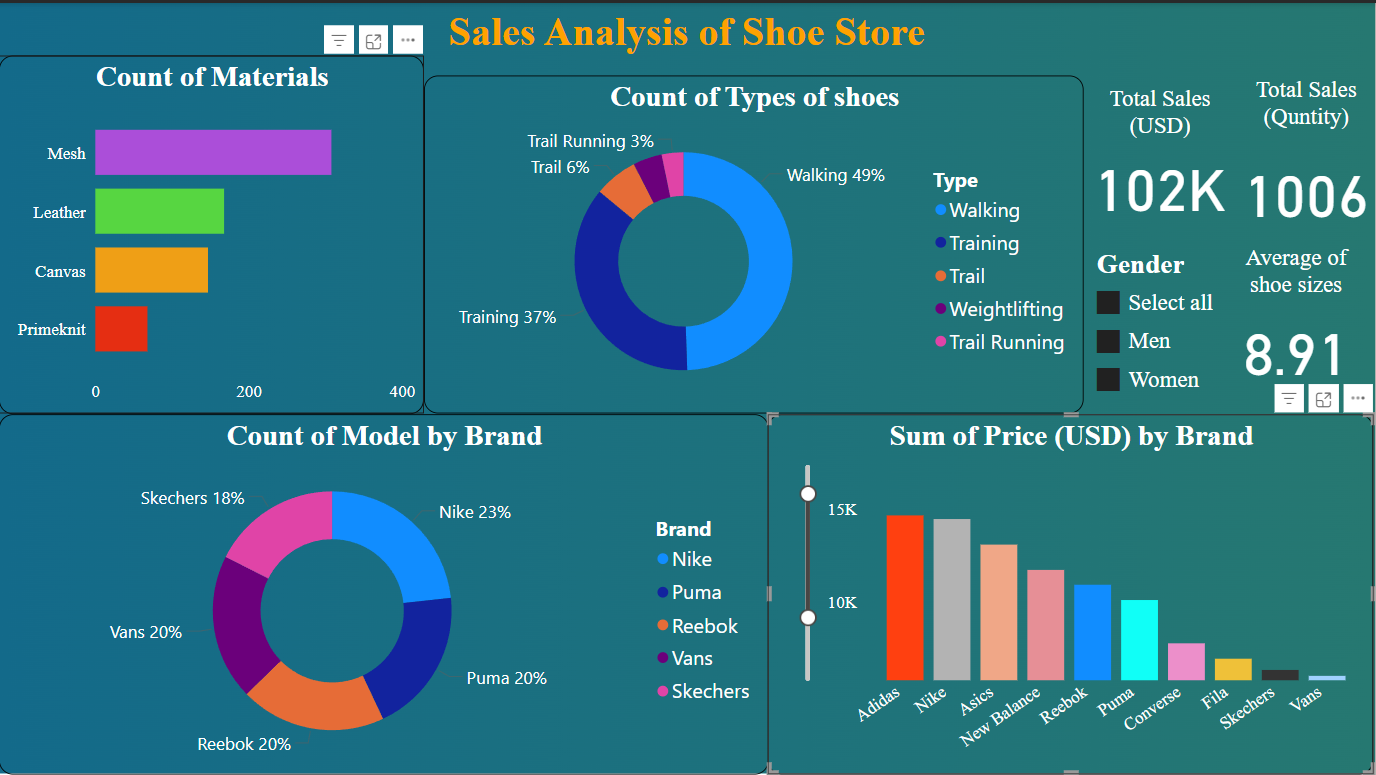 Sales Analysis of Shoe Store
Count of Materials
Mesh
Leather
Canvas
Primeknit
0
200
400
Count of Types of shoes
Trail Running 3%
Trail 6%
Walking 49%
Training 37%
Type
Walking
Training
Trail
Weightlifting
Trail Running
Total Sales
(USD)
102K
Total Sales
(Quntity)
1006
Gender
Select all
Men
Women
Average of
shoe sizes
8.91
Count of Model by Brand
Skechers 18%
Nike 23%
Vans 20%
Puma 20%
Reebok 20%
Brand
Nike
Puma
Reebok
Vans
Skechers
Sum of Price (USD) by Brand
15K
10K
Adidas
Nike
Asics
New Balance
Reebok
Puma
Converse
Fila
Skechers
Vans